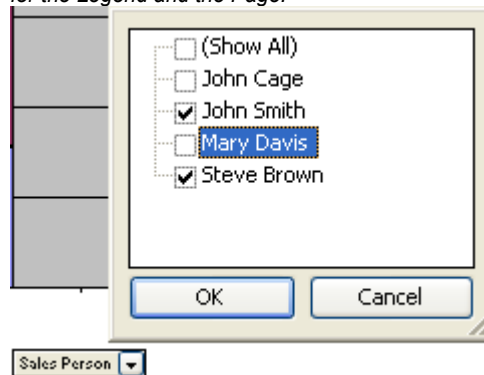 for the Legend and the Page.
(Show All)
John Cage
John Smith
Mary Davis
Steve Brown
OK Cancel
Sales Person